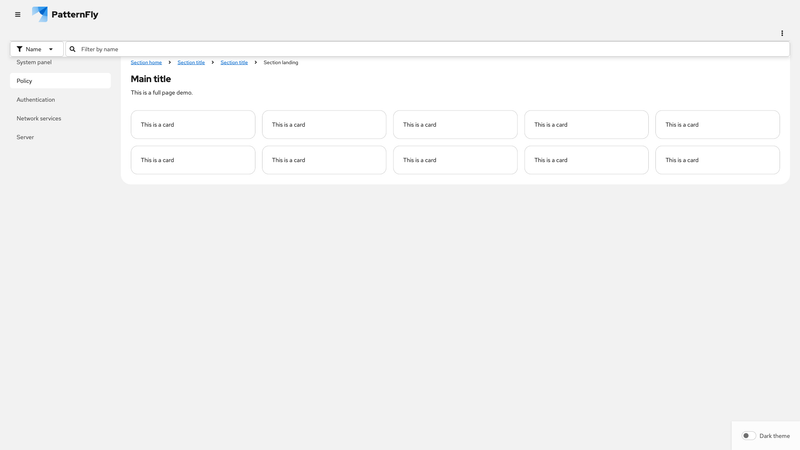 PatternFly
Name
Filter by name
System panel
Policy
Authentication
Network services
Server
Section home
Section title
Section title
Section landing
Main title
This is a full page demo.
This is a card
This is a card
This is a card
This is a card
This is a card
This is a card
This is a card
This is a card
This is a card
This is a card
Dark theme